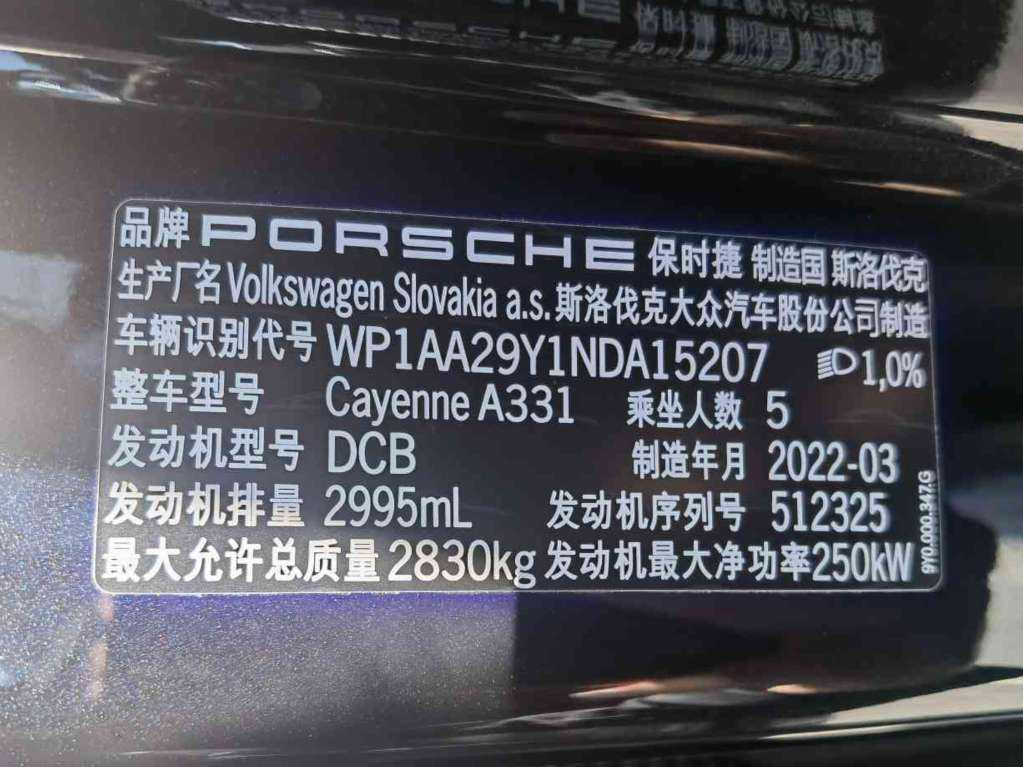 品牌 PORSCHE 保时捷 制造国 斯洛伐克
生产厂名 Volkswagen Slovakia a.s. 斯洛伐克大众汽车股份公司制造
车辆识别代号 WP1AA29Y1NDA15207 1,0%
整车型号 Cayenne A331 乘坐人数 5
发动机型号 DCB 制造年月 2022-03
发动机排量 2995mL 发动机序列号 512325
最大允许总质量 2830kg 发动机最大净功率 250kW
9Y0.000.347.G